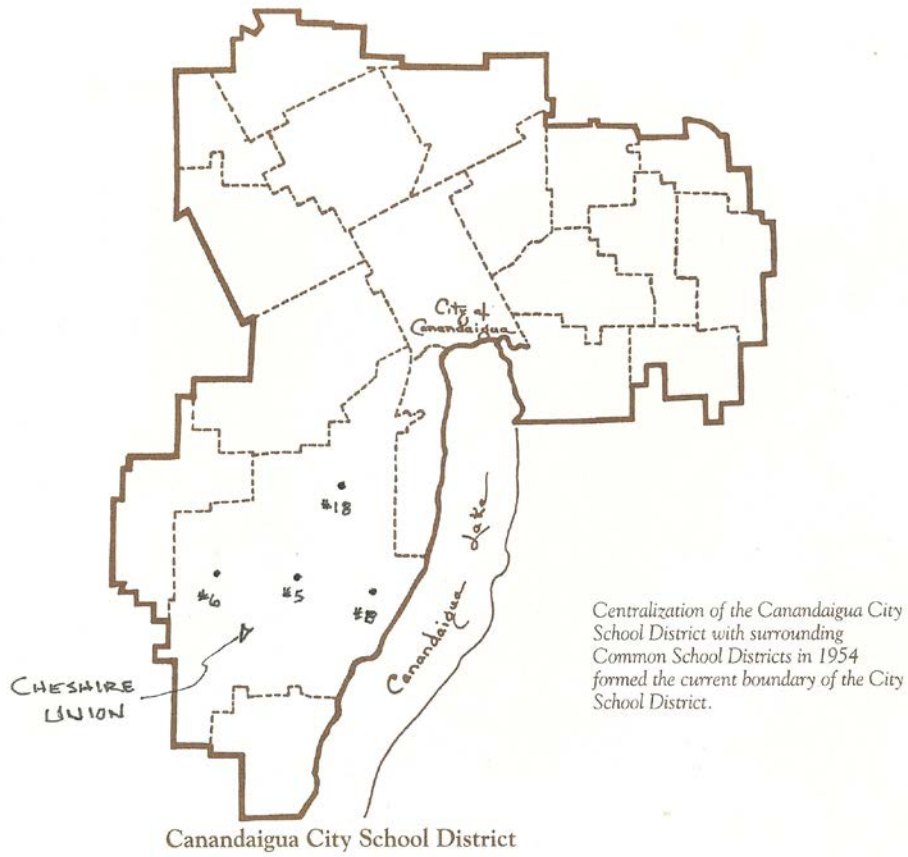 City of
Canandaigua
#18
#6
#5
#8
Canandaigua Lake
CHESHIRE
UNION
Centralization of the Canandaigua City
School District with surrounding
Common School Districts in 1954
formed the current boundary of the City
School District.
Canandaigua City School District